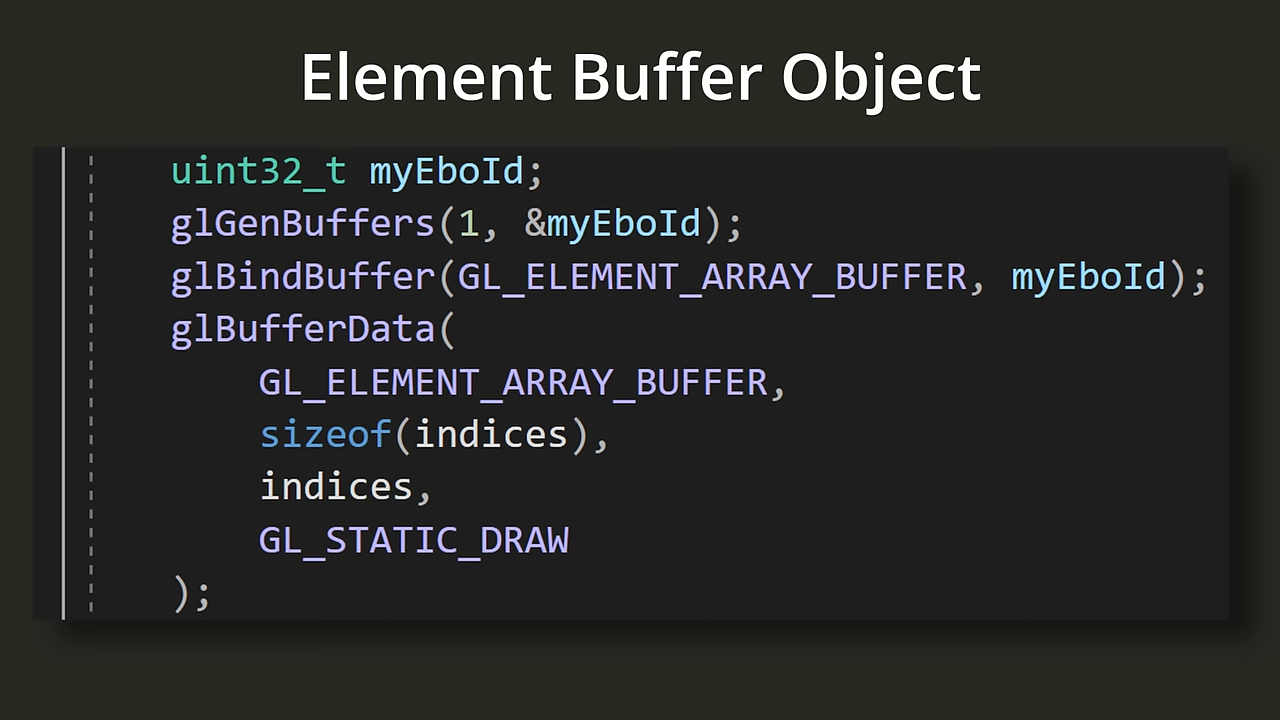 Element Buffer Object
uint32_t myEboId;
glGenBuffers(1, &myEboId);
glBindBuffer(GL_ELEMENT_ARRAY_BUFFER, myEboId);
glBufferData(
    GL_ELEMENT_ARRAY_BUFFER,
    sizeof(indices),
    indices,
    GL_STATIC_DRAW
);